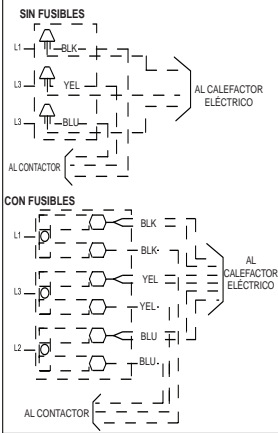 SIN FUSIBLES
L1
BLK
L3
YEL
L3
BLU
AL CALEFACTOR
ELÉCTRICO
AL CONTACTOR
CON FUSIBLES
BLK
L1
BLK
YEL
L3
YEL
BLU
L2
BLU
AL
CALEFACTOR
ELÉCTRICO
AL CONTACTOR